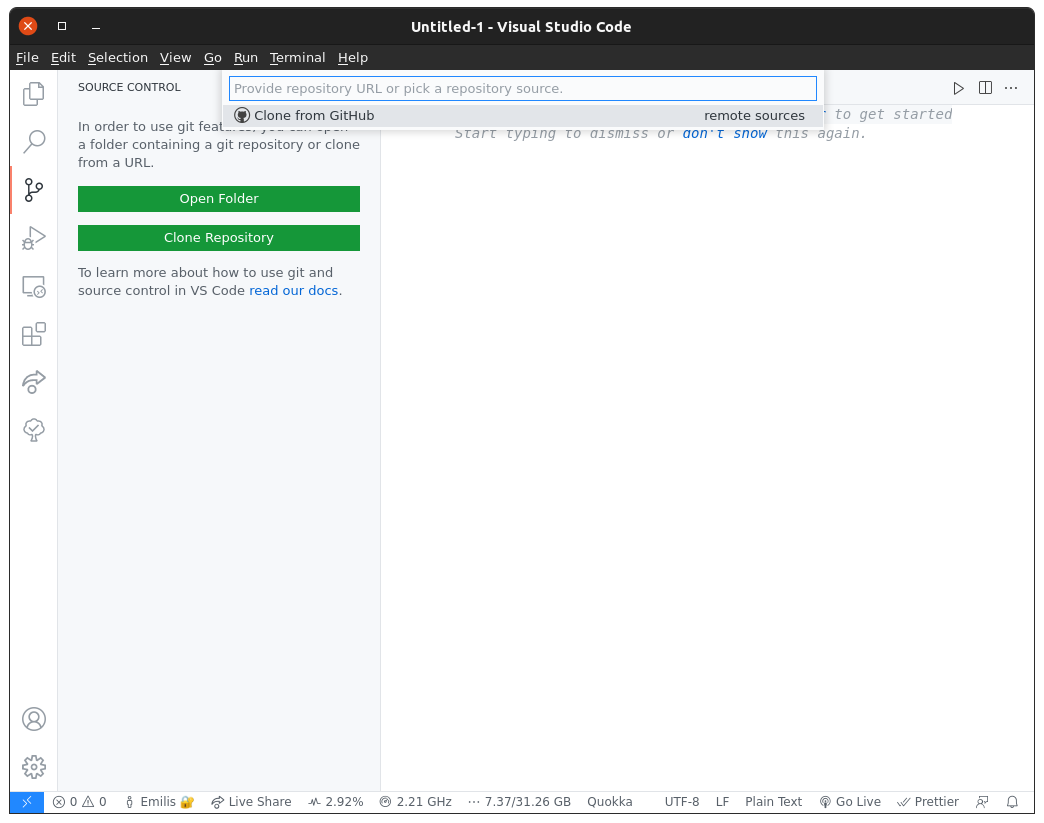 Untitled-1 - Visual Studio Code
File Edit Selection View Go Run Terminal Help
SOURCE CONTROL
Provide repository URL or pick a repository source.
Clone from GitHub remote sources
to get started
Start typing to dismiss or don't show this again.
In order to use git features, you can open
a folder containing a git repository or clone
from a URL.
Open Folder
Clone Repository
To learn more about how to use git and
source control in VS Code read our docs.
0 0 Emilis 🔐 Live Share 2.92% 2.21 GHz 7.37/31.26 GB Quokka UTF-8 LF Plain Text Go Live Prettier